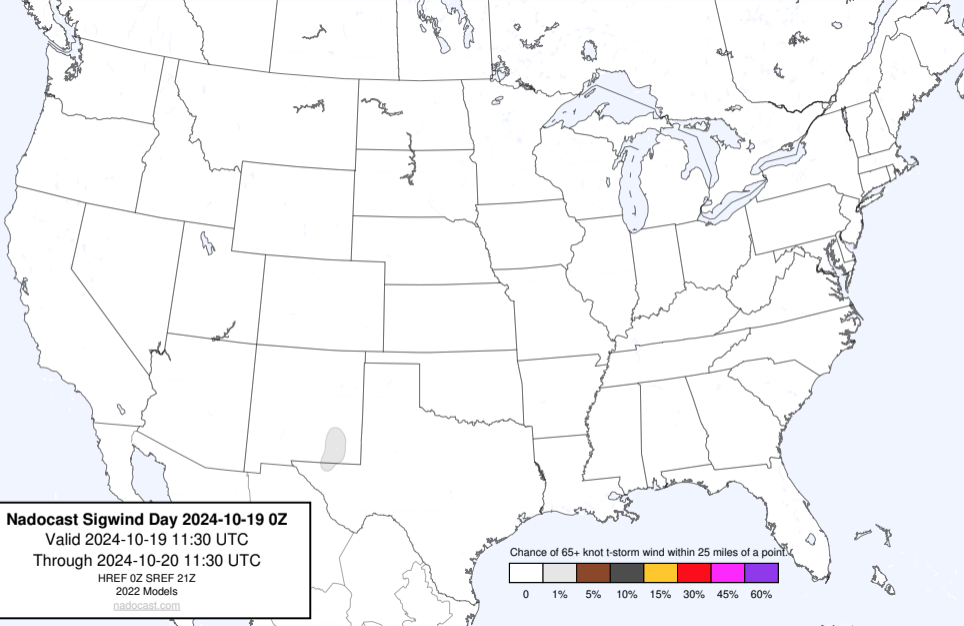 Nadocast Sigwind Day 2024-10-19 0Z
Valid 2024-10-19 11:30 UTC
Through 2024-10-20 11:30 UTC
HREF 0Z SREF 21Z
2022 Models
nadocast.com
Chance of 65+ knot t-storm wind within 25 miles of a point.
0 1% 5% 10% 15% 30% 45% 60%